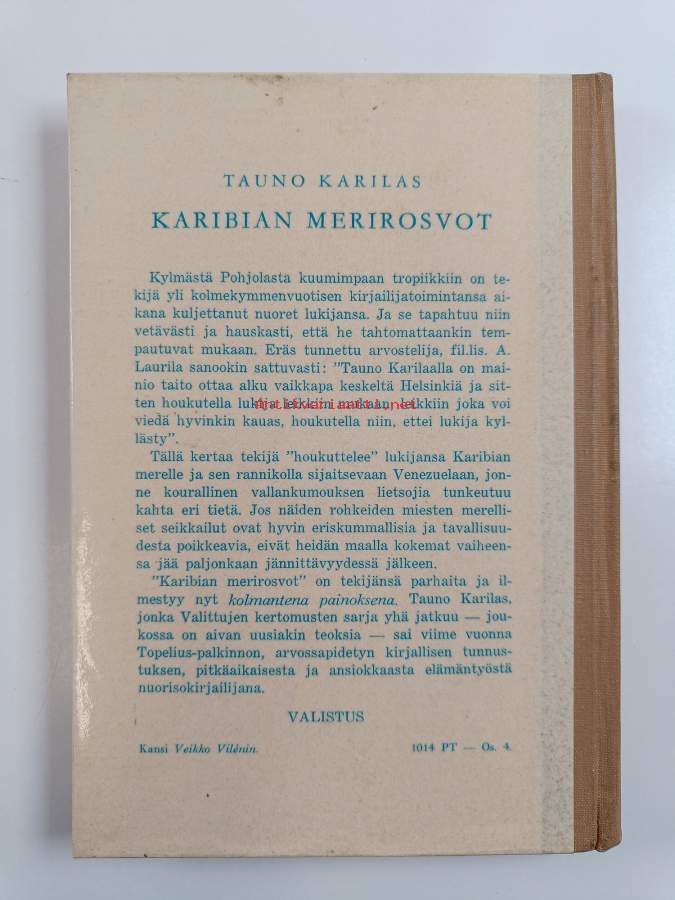 TAUNO KARILAS
KARIBIAN MERIROSVOT
Kylmästä Pohjolasta kuumimpaan tropiikkiin on te-
kijä yli kolmekymmenvuotisen kirjailijatoimintansa ai-
kana kuljettanut nuoret lukijansa. Ja se tapahtuu niin
vetävästi ja hauskasti, että he tahtomattaankin tem-
pautuvat mukaan. Eräs tunnettu arvostelija, fil.lis. A.
Laurila sanookin sattuvasti: "Tauno Karilaalla on mai-
nio taito ottaa alku vaikkapa keskeltä Helsinkiä ja sit-
ten houkutella lukija leikkiin mukaan, leikkiin joka voi
Antikvariaatti.net
viedä hyvinkin kauas, houkutella niin, ettei lukija kyl-
lästy".
Tällä kertaa tekijä "houkuttelee" lukijansa Karibian
merelle ja sen rannikolla sijaitsevaan Venezuelaan, jon-
ne kourallinen vallankumouksen lietsojia tunkeutuu
kahta eri tietä. Jos näiden rohkeiden miesten merelli-
set seikkailut ovat hyvin eriskummallisia ja tavallisuu-
desta poikkeavia, eivät heidän maalla kokemat vaiheen-
sa jää paljonkaan jännittävyydessä jälkeen.
"Karibian merirosvot" on tekijänsä parhaita ja il-
mestyy nyt kolmantena painoksena. Tauno Karilas,
jonka Valittujen kertomusten sarja yhä jatkuu — jou-
kossa on aivan uusiakin teoksia — sai viime vuonna
Topelius-palkinnon, arvossapidetyn kirjallisen tunnus-
tuksen, pitkäaikaisesta ja ansiokkaasta elämäntyöstä
nuorisokirjailijana.
VALISTUS
Kansi Veikko Vilénin.
1014 PT — Os. 4.